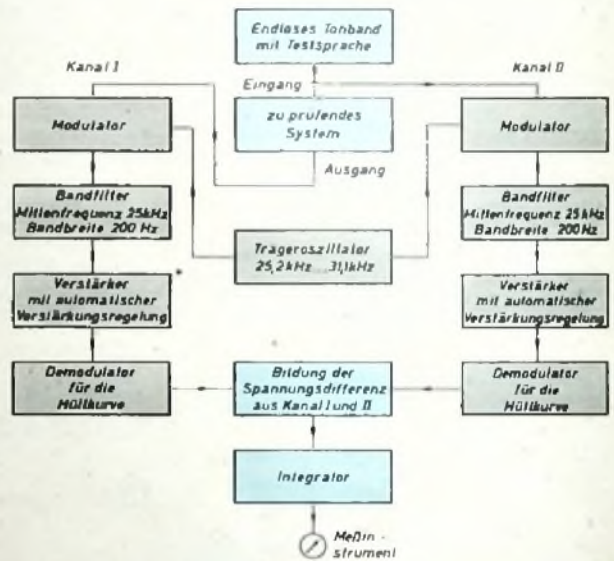 Endloses Tonband
mit Testsprache
Kanal I
Eingang
Kanal II
Modulator
zu prüfendes
System
Modulator
Ausgang
Bandfilter
Mittenfrequenz 25kHz
Bandbreite 200 Hz
Trägeroszillator
25,2kHz...31,1kHz
Bandfilter
Mittenfrequenz 25kHz
Bandbreite 200Hz
Verstärker
mit automatischer
Verstärkungsregelung
Verstärker
mit automatischer
Verstärkungsregelung
Demodulator
für die
Hüllkurve
Bildung der
Spannungsdifferenz
aus Kanal I und II
Demodulator
für die
Hüllkurve
Integrator
Meßin-
strument